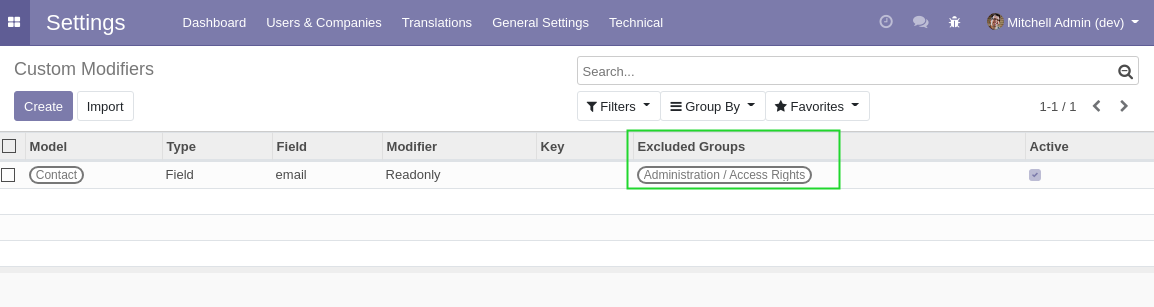 Settings Dashboard Users & Companies Translations General Settings Technical Mitchell Admin (dev)
Custom Modifiers Search...
Create Import Filters Group By Favorites 1-1 / 1
Model Type Field Modifier Key Excluded Groups Active
Contact Field email Readonly Administration / Access Rights